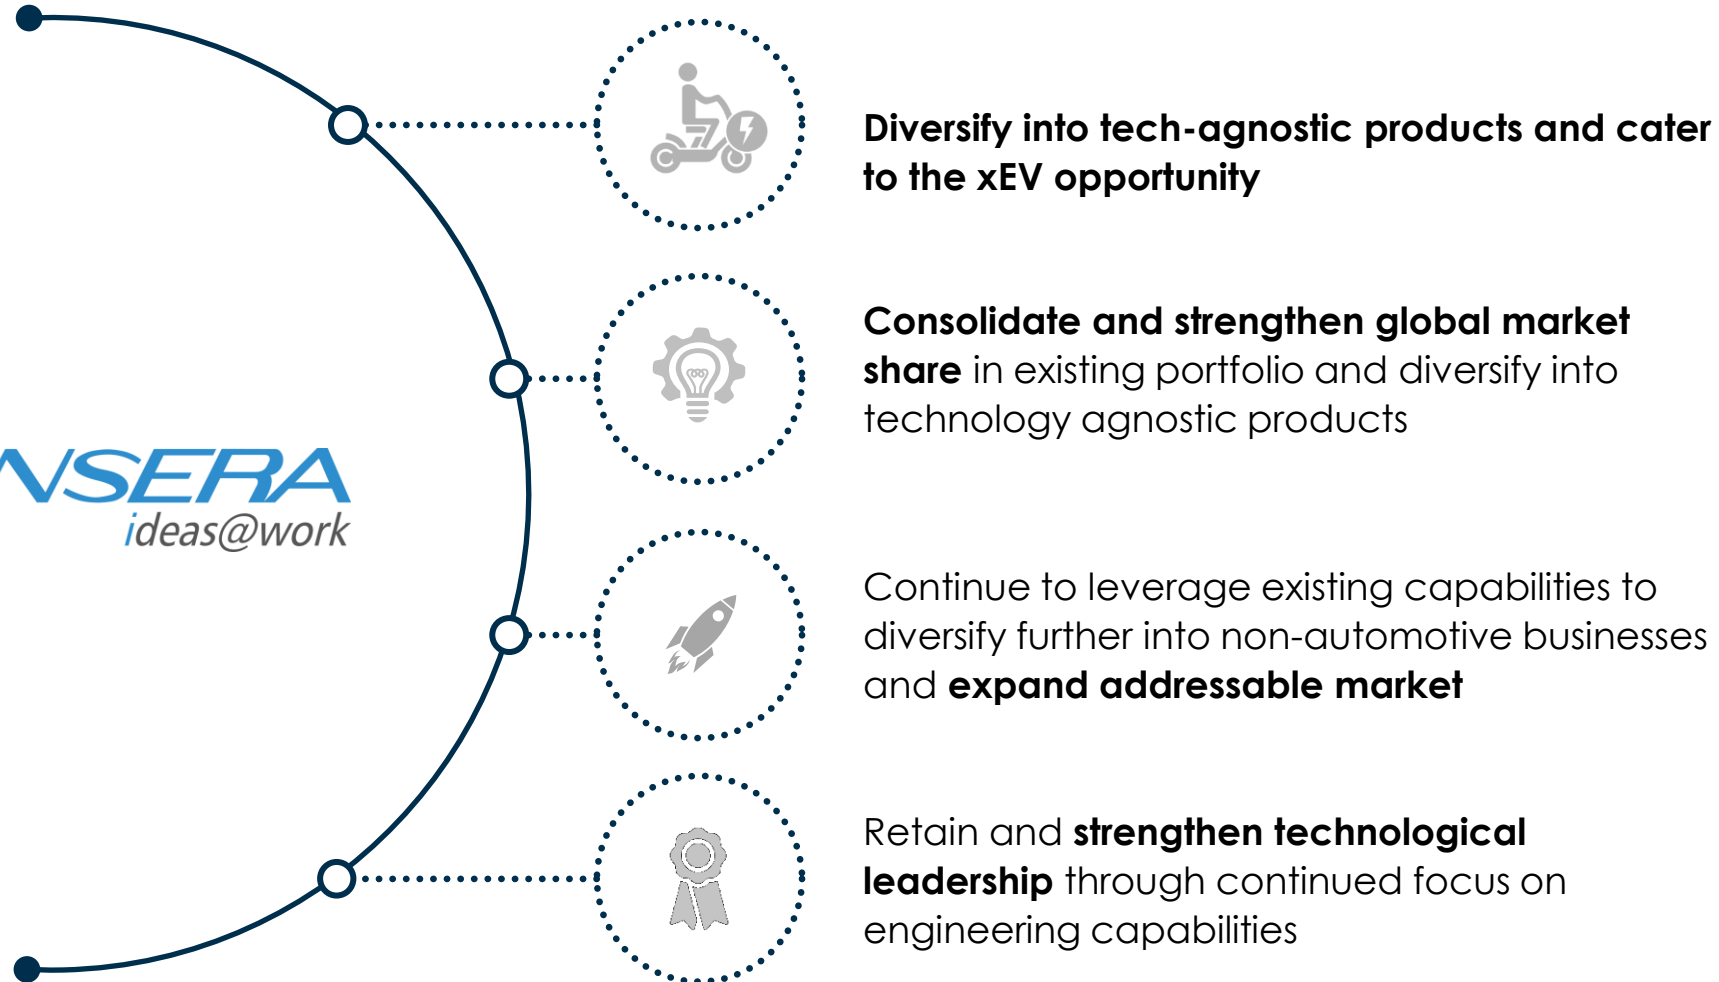 Diversify into tech-agnostic products and cater
to the xEV opportunity
Consolidate and strengthen global market
share in existing portfolio and diversify into
technology agnostic products
NSERA
ideas@work
Continue to leverage existing capabilities to
diversify further into non-automotive businesses
and expand addressable market
Retain and strengthen technological
leadership through continued focus on
engineering capabilities